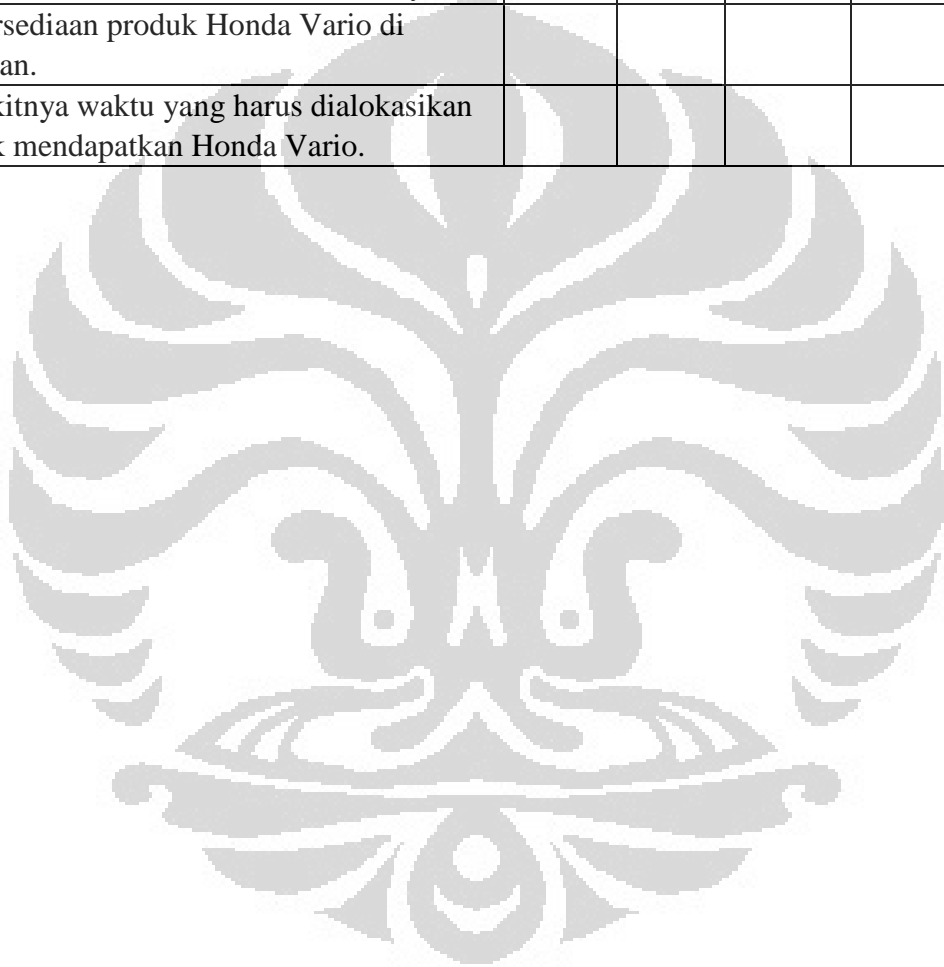 rsediaan produk Honda Vario di
an.
kitnya waktu yang harus dialokasikan
k mendapatkan Honda Vario.